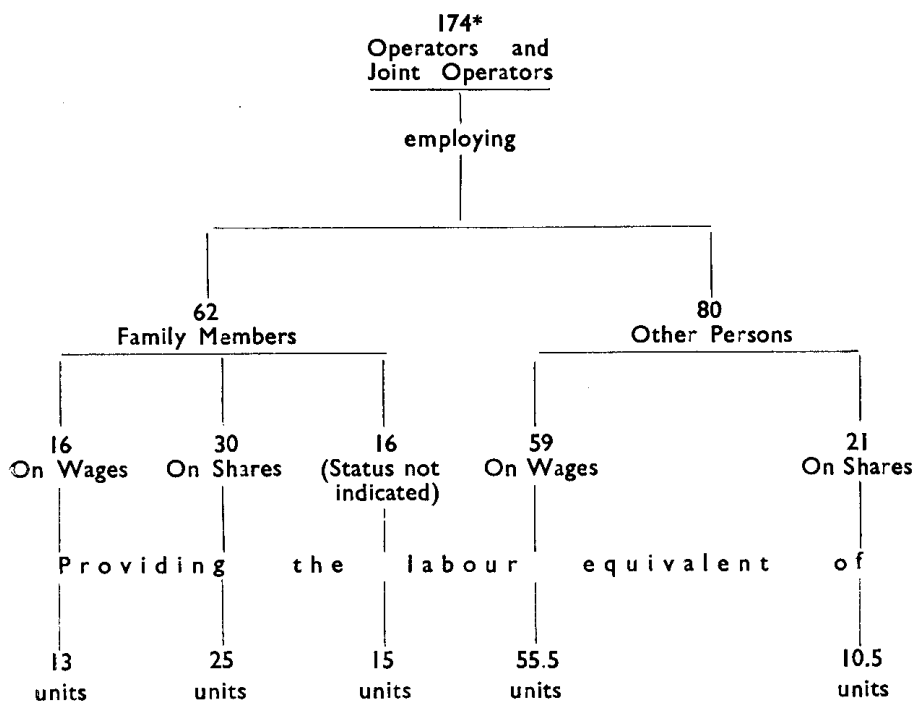 174*
Operators and
Joint Operators
employing
62
Family Members
80
Other Persons
16
On Wages
30
On Shares
16
(Status not
indicated)
59
On Wages
21
On Shares
Providing the labour equivalent of
13
units
25
units
15
units
55.5
units
10.5
units